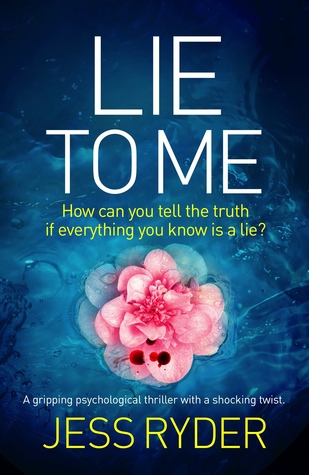 LIE
TO ME
How can you tell the truth
if everything you know is a lie?
A gripping psychological thriller with a shocking twist.
JESS RYDER